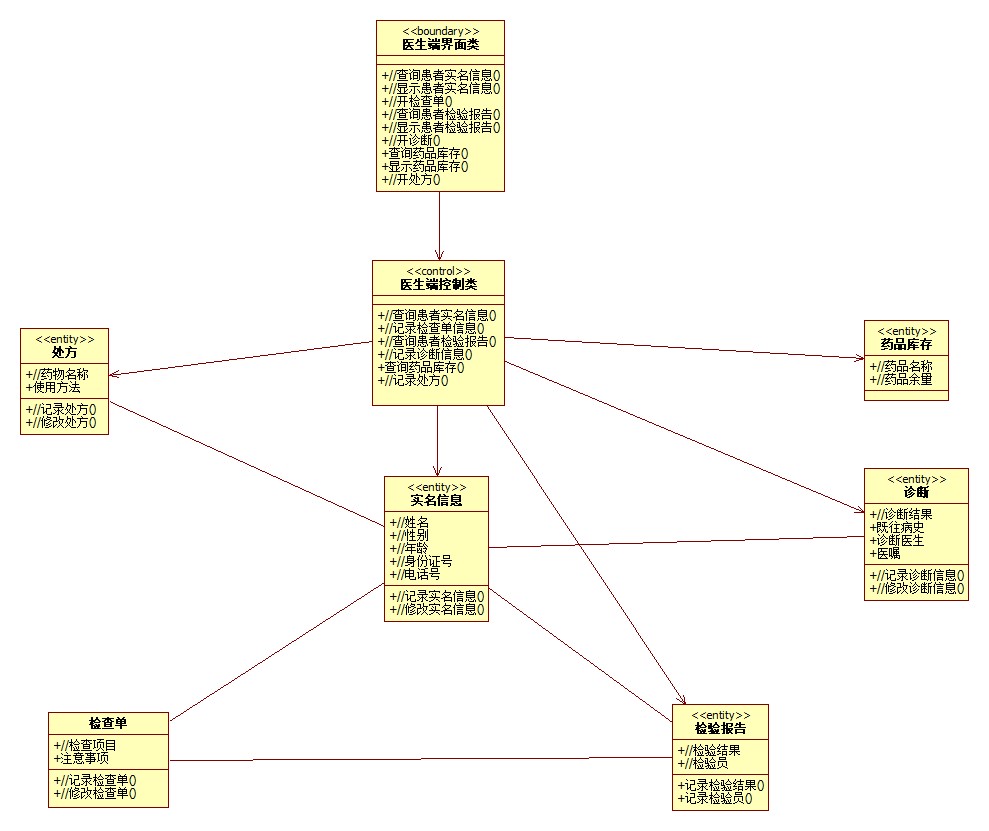 <<boundary>>
医生端界面类
+//查询患者实名信息()
+//显示患者实名信息()
+//开检查单()
+//查询患者检验报告()
+//显示患者检验报告()
+//开诊断()
+查询药品库存()
+显示药品库存()
+//开处方()
<<control>>
医生端控制类
+//查询患者实名信息()
+//记录检查单信息()
+//查询患者检验报告()
+//记录诊断信息()
+查询药品库存()
+//记录处方()
<<entity>>
处方
+//药物名称
+使用方法
+//记录处方()
+//修改处方()
<<entity>>
药品库存
+//药品名称
+//药品余量
<<entity>>
实名信息
+//姓名
+//性别
+//年龄
+//身份证号
+//电话号
+//记录实名信息()
+//修改实名信息()
<<entity>>
诊断
+//诊断结果
+既往病史
+诊断医生
+医嘱
+//记录诊断信息()
+//修改诊断信息()
检查单
+//检查项目
+注意事项
+//记录检查单()
+//修改检查单()
<<entity>>
检验报告
+//检验结果
+//检验员
+记录检验结果()
+记录检验员()